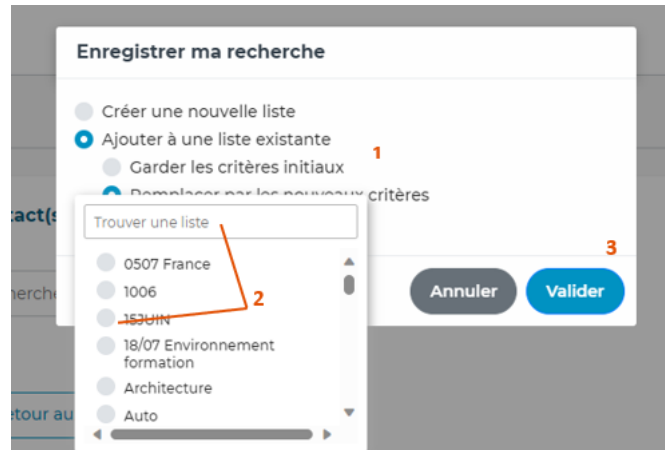 Enregistrer ma recherche
Créer une nouvelle liste
Ajouter à une liste existante
1
Garder les critères initiaux
Remplacer par les nouveaux critères
tact(s
Trouver une liste
3
0507 France
herche
1006
2
Annuler
Valider
15JUIN
18/07 Environnement
formation
Architecture
etour au
Auto